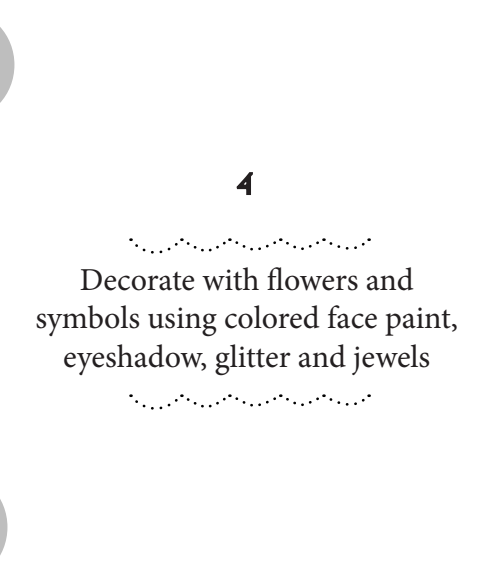 4
Decorate with flowers and
symbols using colored face paint,
eyeshadow, glitter and jewels